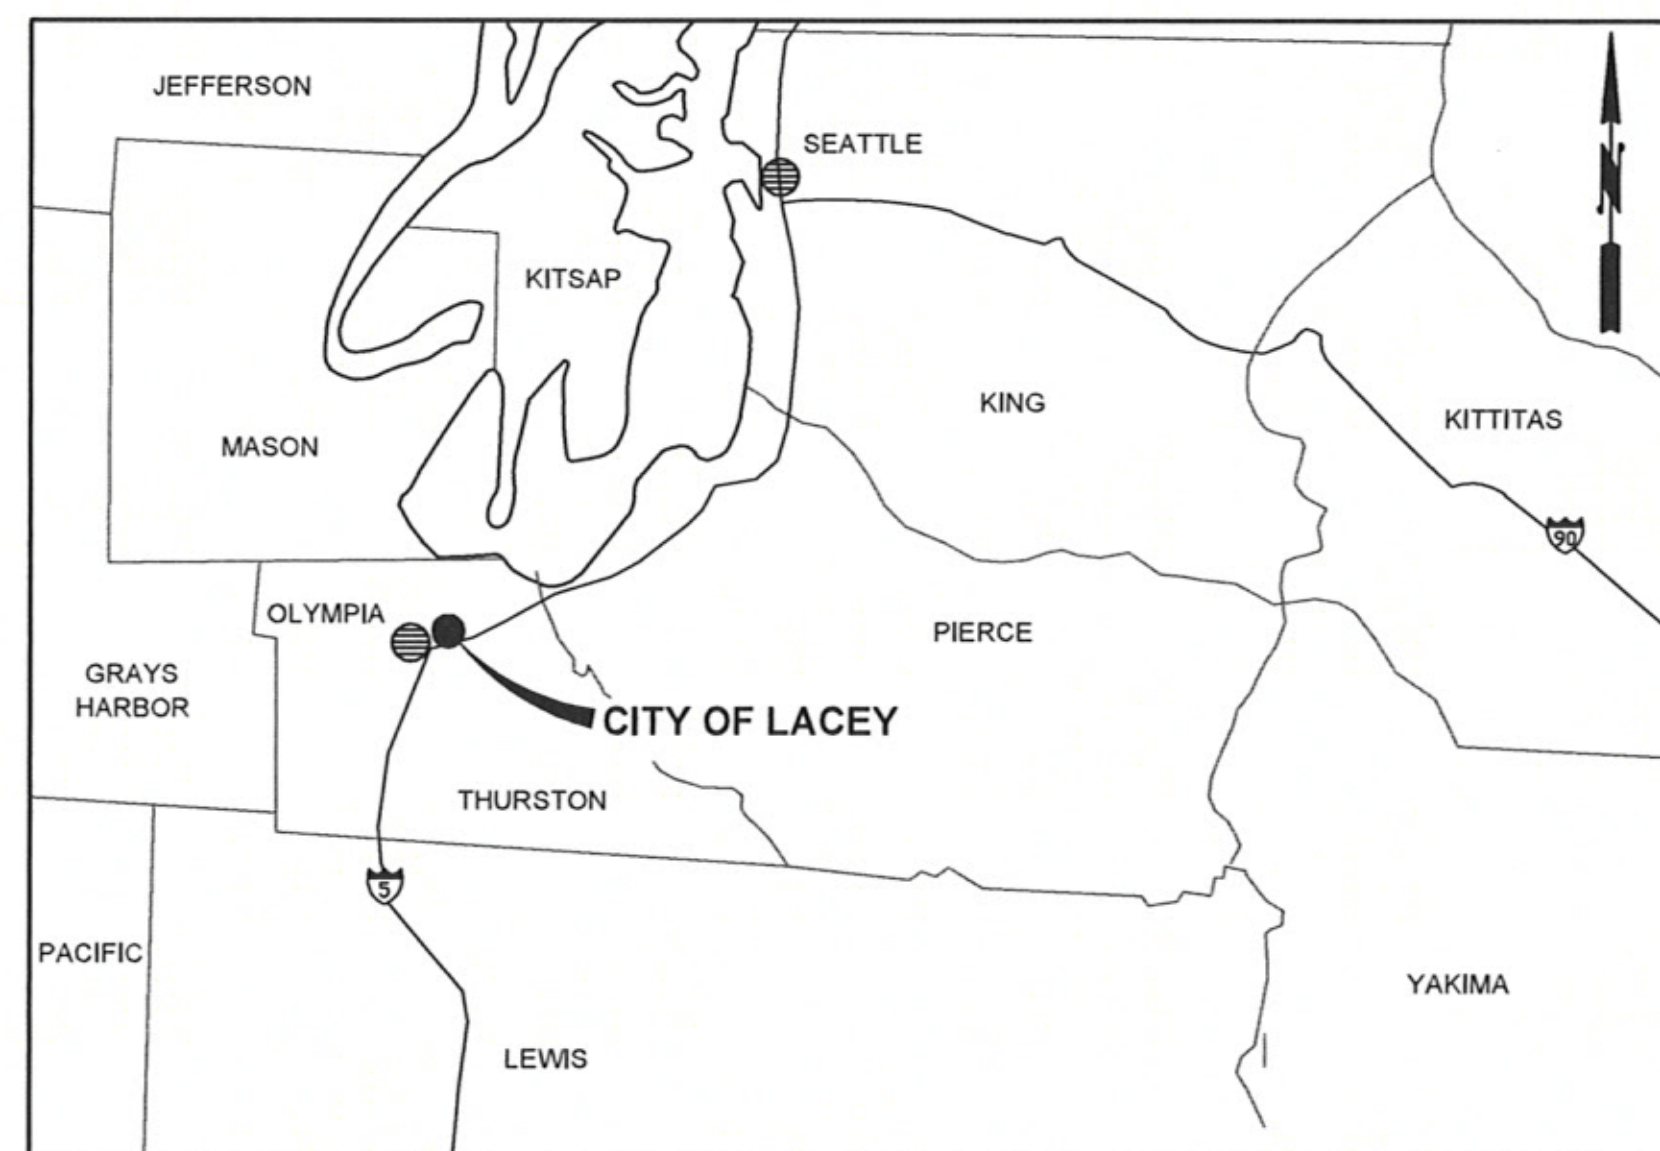 JEFFERSON
N
SEATTLE
KITSAP
KING
KITTITAS
MASON
90
OLYMPIA
PIERCE
GRAYS
HARBOR
CITY OF LACEY
THURSTON
5
PACIFIC
YAKIMA
LEWIS